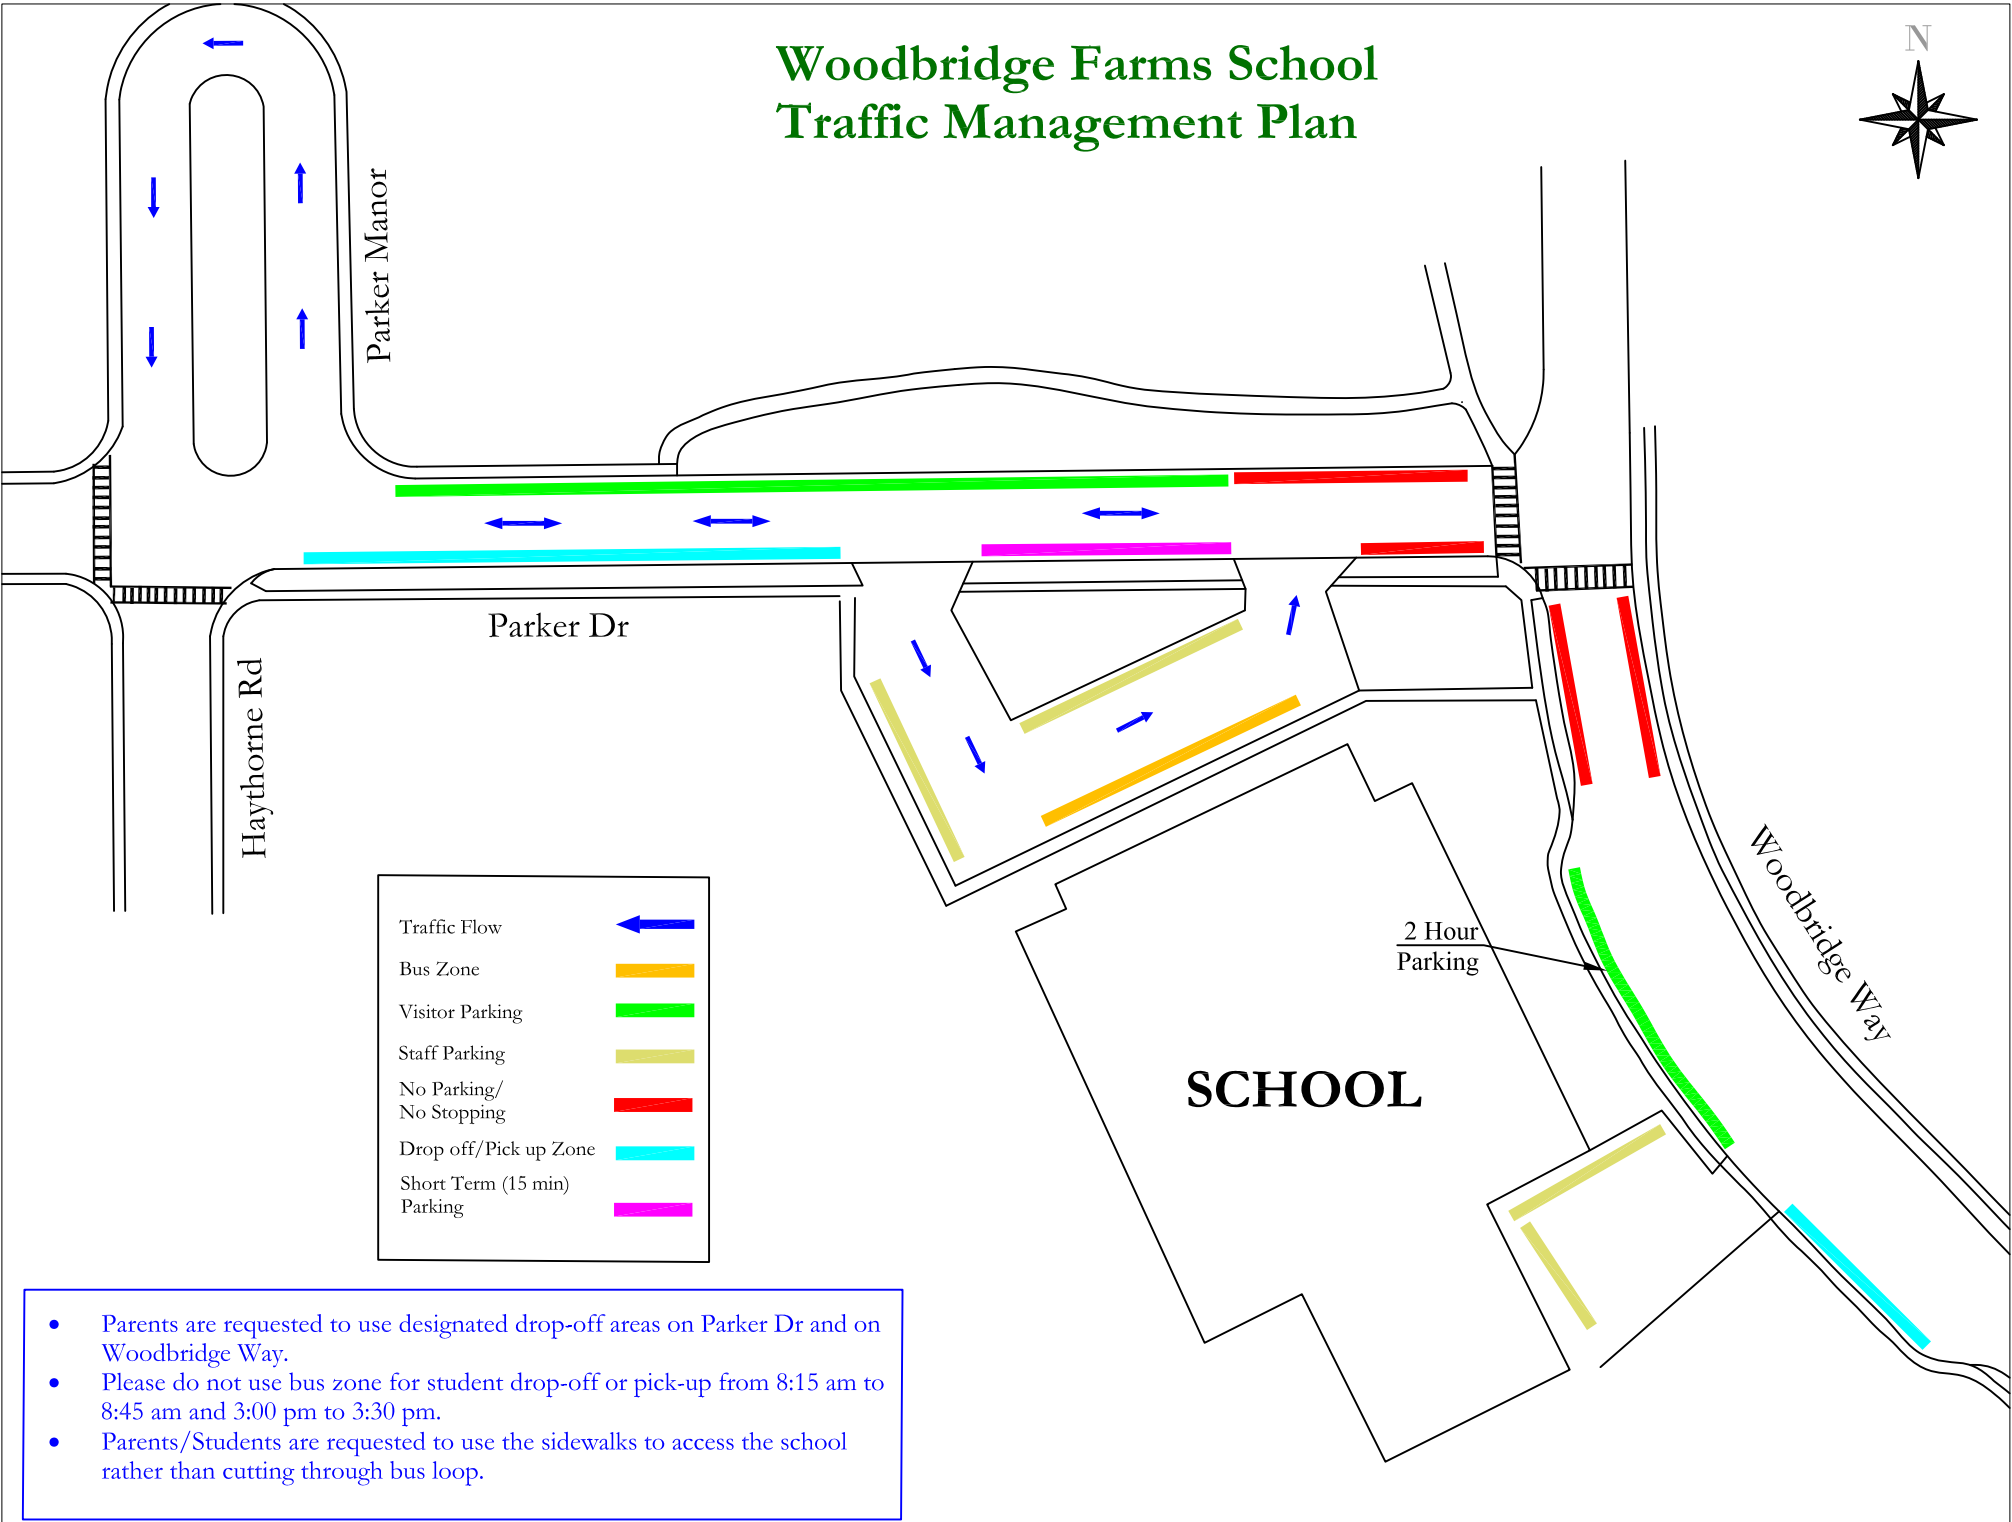 Woodbridge Farms School
Traffic Management Plan
N
Parker Manor
Parker Dr
Haythorne Rd
Woodbridge Way
2 Hour
Parking
SCHOOL
Traffic Flow
Bus Zone
Visitor Parking
Staff Parking
No Parking/
No Stopping
Drop off/Pick up Zone
Short Term (15 min)
Parking
• Parents are requested to use designated drop-off areas on Parker Dr and on
Woodbridge Way.
• Please do not use bus zone for student drop-off or pick-up from 8:15 am to
8:45 am and 3:00 pm to 3:30 pm.
• Parents/Students are requested to use the sidewalks to access the school
rather than cutting through bus loop.